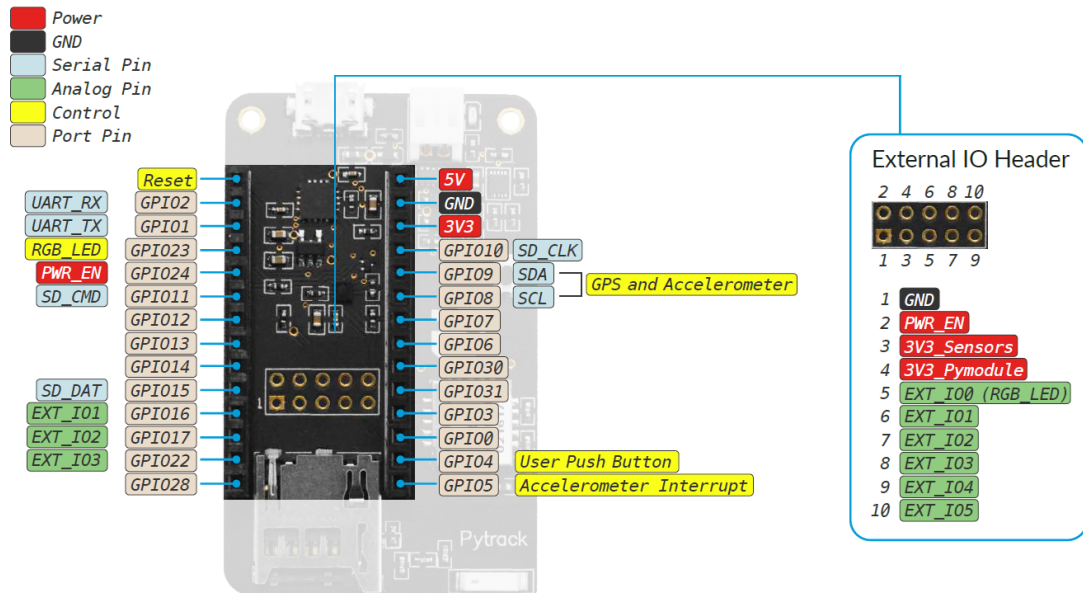 Power
GND
Serial Pin
Analog Pin
Control
Port Pin
Reset
UART_RX GPIO2
UART_TX GPIO1
RGB_LED GPIO23
PWR_EN GPIO24
SD_CMD GPIO11
GPIO12
GPIO13
GPIO14
SD_DAT GPIO15
EXT_IO1 GPIO16
EXT_IO2 GPIO17
EXT_IO3 GPIO22
GPIO28
1
5V
GND
3V3
GPIO10 SD_CLK
GPIO9 SDA
GPIO8 SCL
GPS and Accelerometer
GPIO7
GPIO6
GPIO30
GPIO31
GPIO3
GPIO0
GPIO4 User Push Button
GPIO5 Accelerometer Interrupt
Pytrack
External IO Header
2 4 6 8 10
1 3 5 7 9
1 GND
2 PWR_EN
3 3V3_Sensors
4 3V3_Pymodule
5 EXT_IO0 (RGB_LED)
6 EXT_IO1
7 EXT_IO2
8 EXT_IO3
9 EXT_IO4
10 EXT_IO5